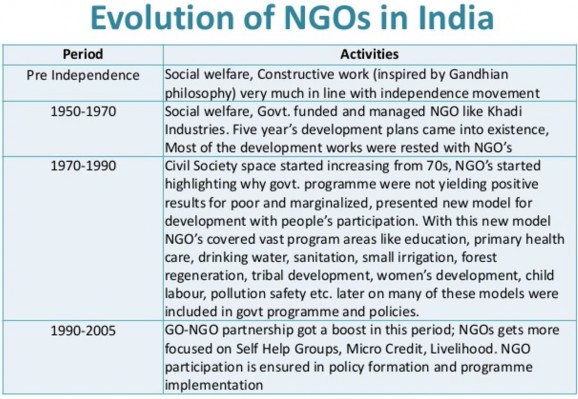 Evolution of NGOs in India
Period Activities
Pre Independence Social welfare, Constructive work (inspired by Gandhian
philosophy) very much in line with independence movement
1950-1970 Social welfare, Govt. funded and managed NGO like Khadi
Industries. Five year's development plans came into existence,
Most of the development works were rested with NGO's
1970-1990 Civil Society space started increasing from 70s, NGO's started
highlighting why govt. programme were not yielding positive
results for poor and marginalized, presented new model for
development with people's participation. With this new model
NGO's covered vast program areas like education, primary health
care, drinking water, sanitation, small irrigation, forest
regeneration, tribal development, women's development, child
labour, pollution safety etc. later on many of these models were
included in govt programme and policies.
1990-2005 GO-NGO partnership got a boost in this period; NGOs gets more
focused on Self Help Groups, Micro Credit, Livelihood. NGO
participation is ensured in policy formation and programme
implementation